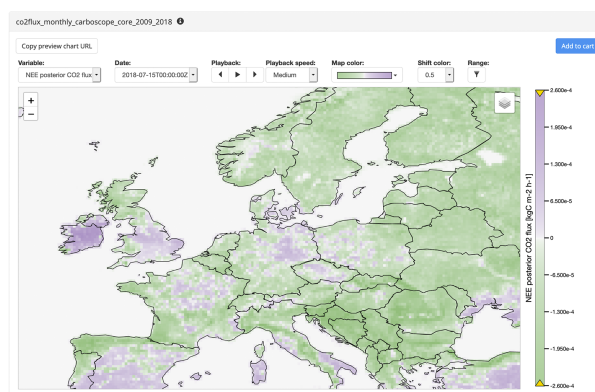 co2flux_monthly_carboscope_core_2009_2018
Copy preview chart URL
Add to cart
Variable: Date: Playback: Playback speed: Map color: Shift color: Range:
NEE posterior CO2 flux 2018-07-15T00:00:00Z Medium 0.5
+
−
2.600e-4
1.950e-4
1.300e-4
6.500e-5
0
-6.500e-5
-1.300e-4
-1.950e-4
-2.600e-4
NEE posterior CO2 flux [kgC m-2 h-1]